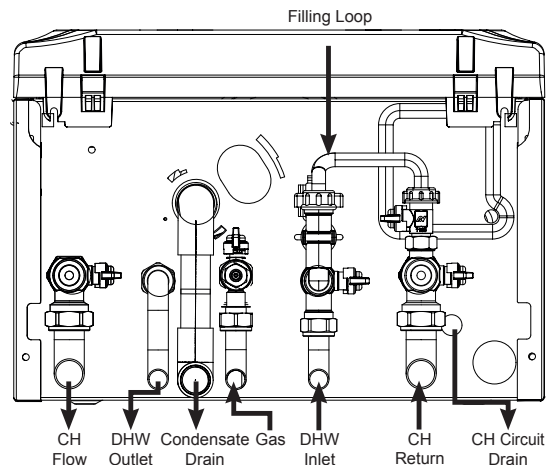 Filling Loop
CH Flow
DHW Outlet
Condensate Drain
Gas
DHW Inlet
CH Return
CH Circuit Drain